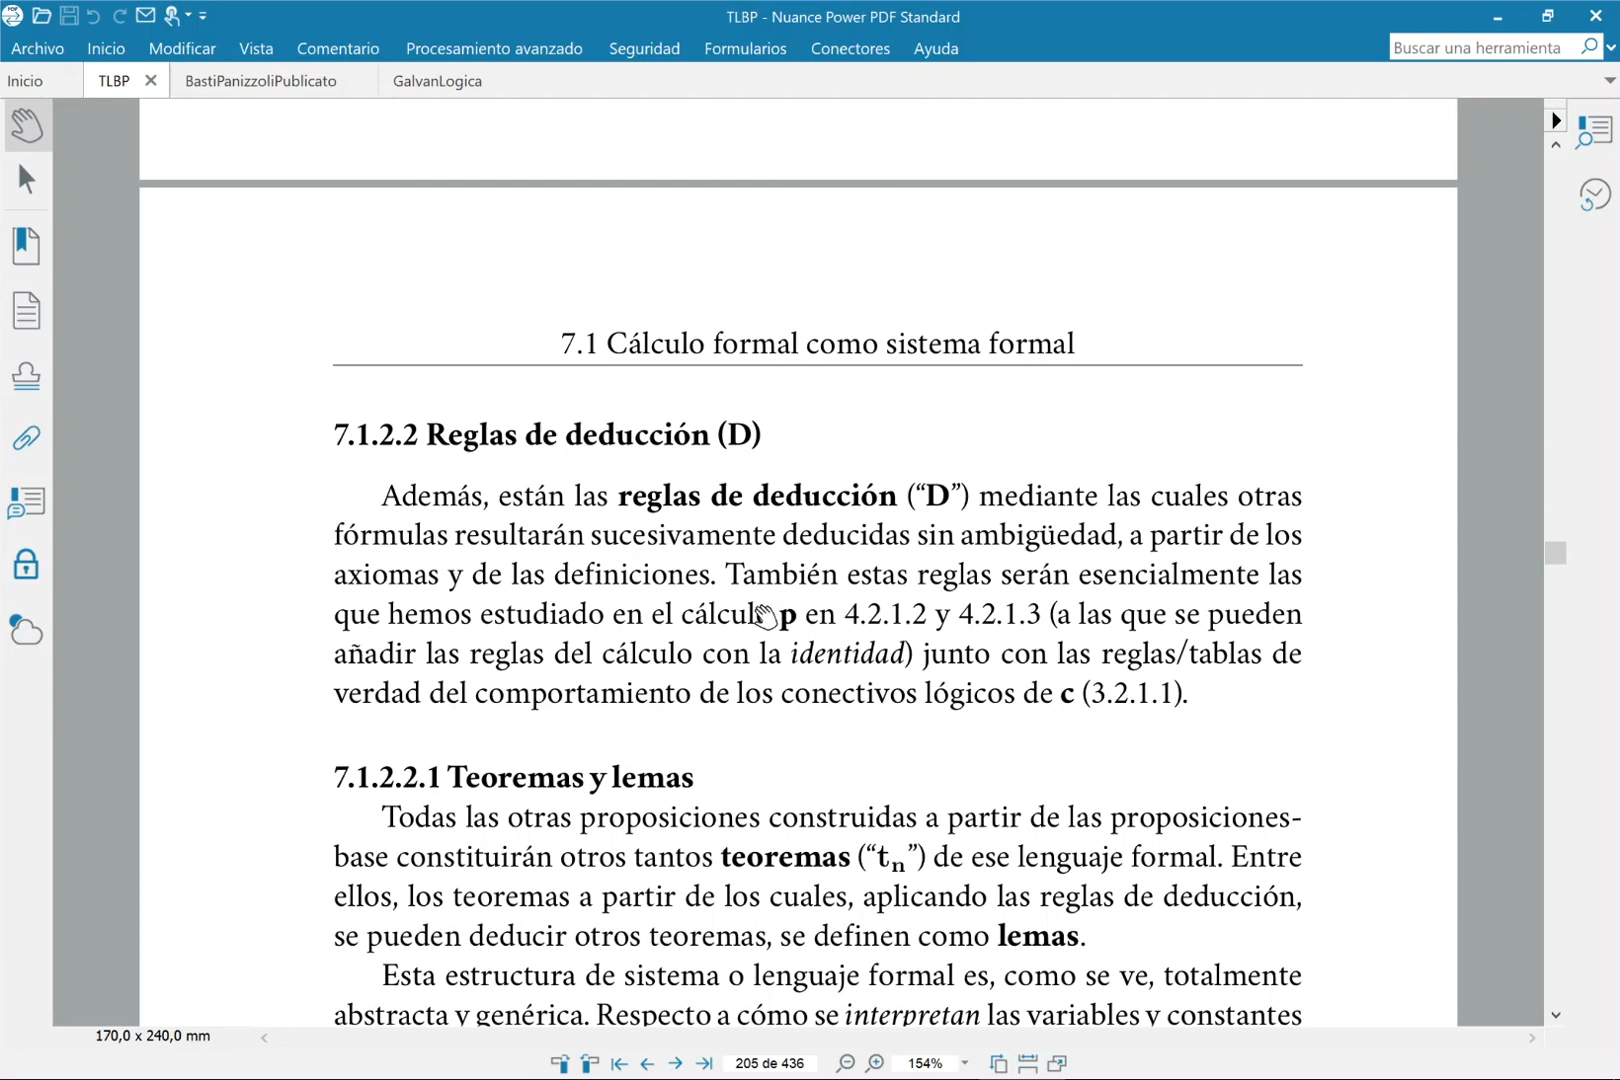 TLBP - Nuance Power PDF Standard
Archivo Inicio Modificar Vista Comentario Procesamiento avanzado Seguridad Formularios Conectores Ayuda
Buscar una herramienta
Inicio TLBP BastiPanizzoliPublicato GalvanLogica
7.1 Cálculo formal como sistema formal
7.1.2.2 Reglas de deducción (D)
Además, están las reglas de deducción (“D”) mediante las cuales otras
fórmulas resultarán sucesivamente deducidas sin ambigüedad, a partir de los
axiomas y de las definiciones. También estas reglas serán esencialmente las
que hemos estudiado en el cálculo p en 4.2.1.2 y 4.2.1.3 (a las que se pueden
añadir las reglas del cálculo con la identidad) junto con las reglas/tablas de
verdad del comportamiento de los conectivos lógicos de c (3.2.1.1).
7.1.2.2.1 Teoremas y lemas
Todas las otras proposiciones construidas a partir de las proposiciones-
base constituirán otros tantos teoremas (“tn”) de ese lenguaje formal. Entre
ellos, los teoremas a partir de los cuales, aplicando las reglas de deducción,
se pueden deducir otros teoremas, se definen como lemas.
Esta estructura de sistema o lenguaje formal es, como se ve, totalmente
abstracta y genérica. Respecto a cómo se interpretan las variables y constantes
170,0 x 240,0 mm
205 de 436
154%